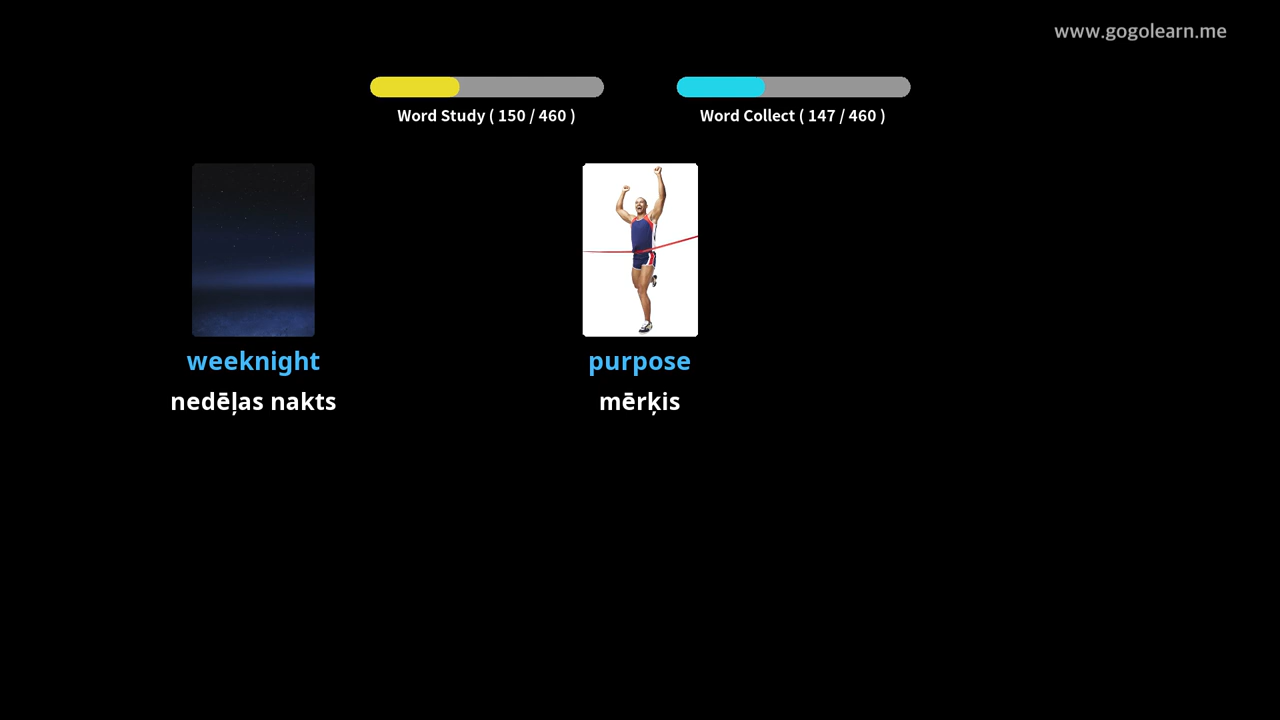 www.gogolearn.me
Word Study ( 150 / 460 )
Word Collect ( 147 / 460 )
weeknight
nedēļas nakts
purpose
mērķis